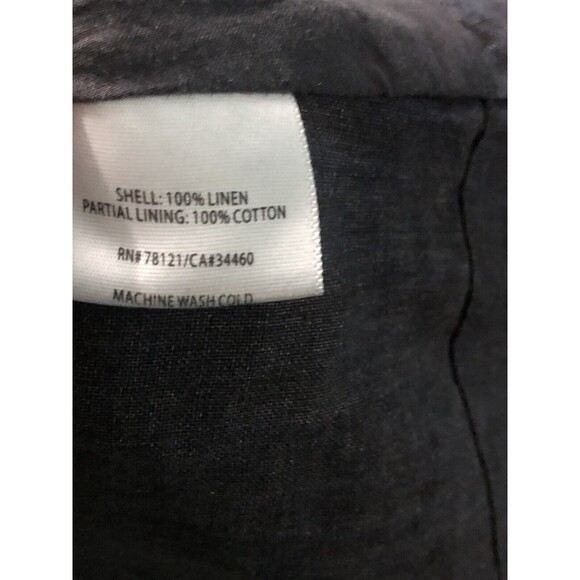 SHELL: 100% LINEN
PARTIAL LINING: 100% COTTON
RN# 78121/CA#34460
MACHINE WASH COLD